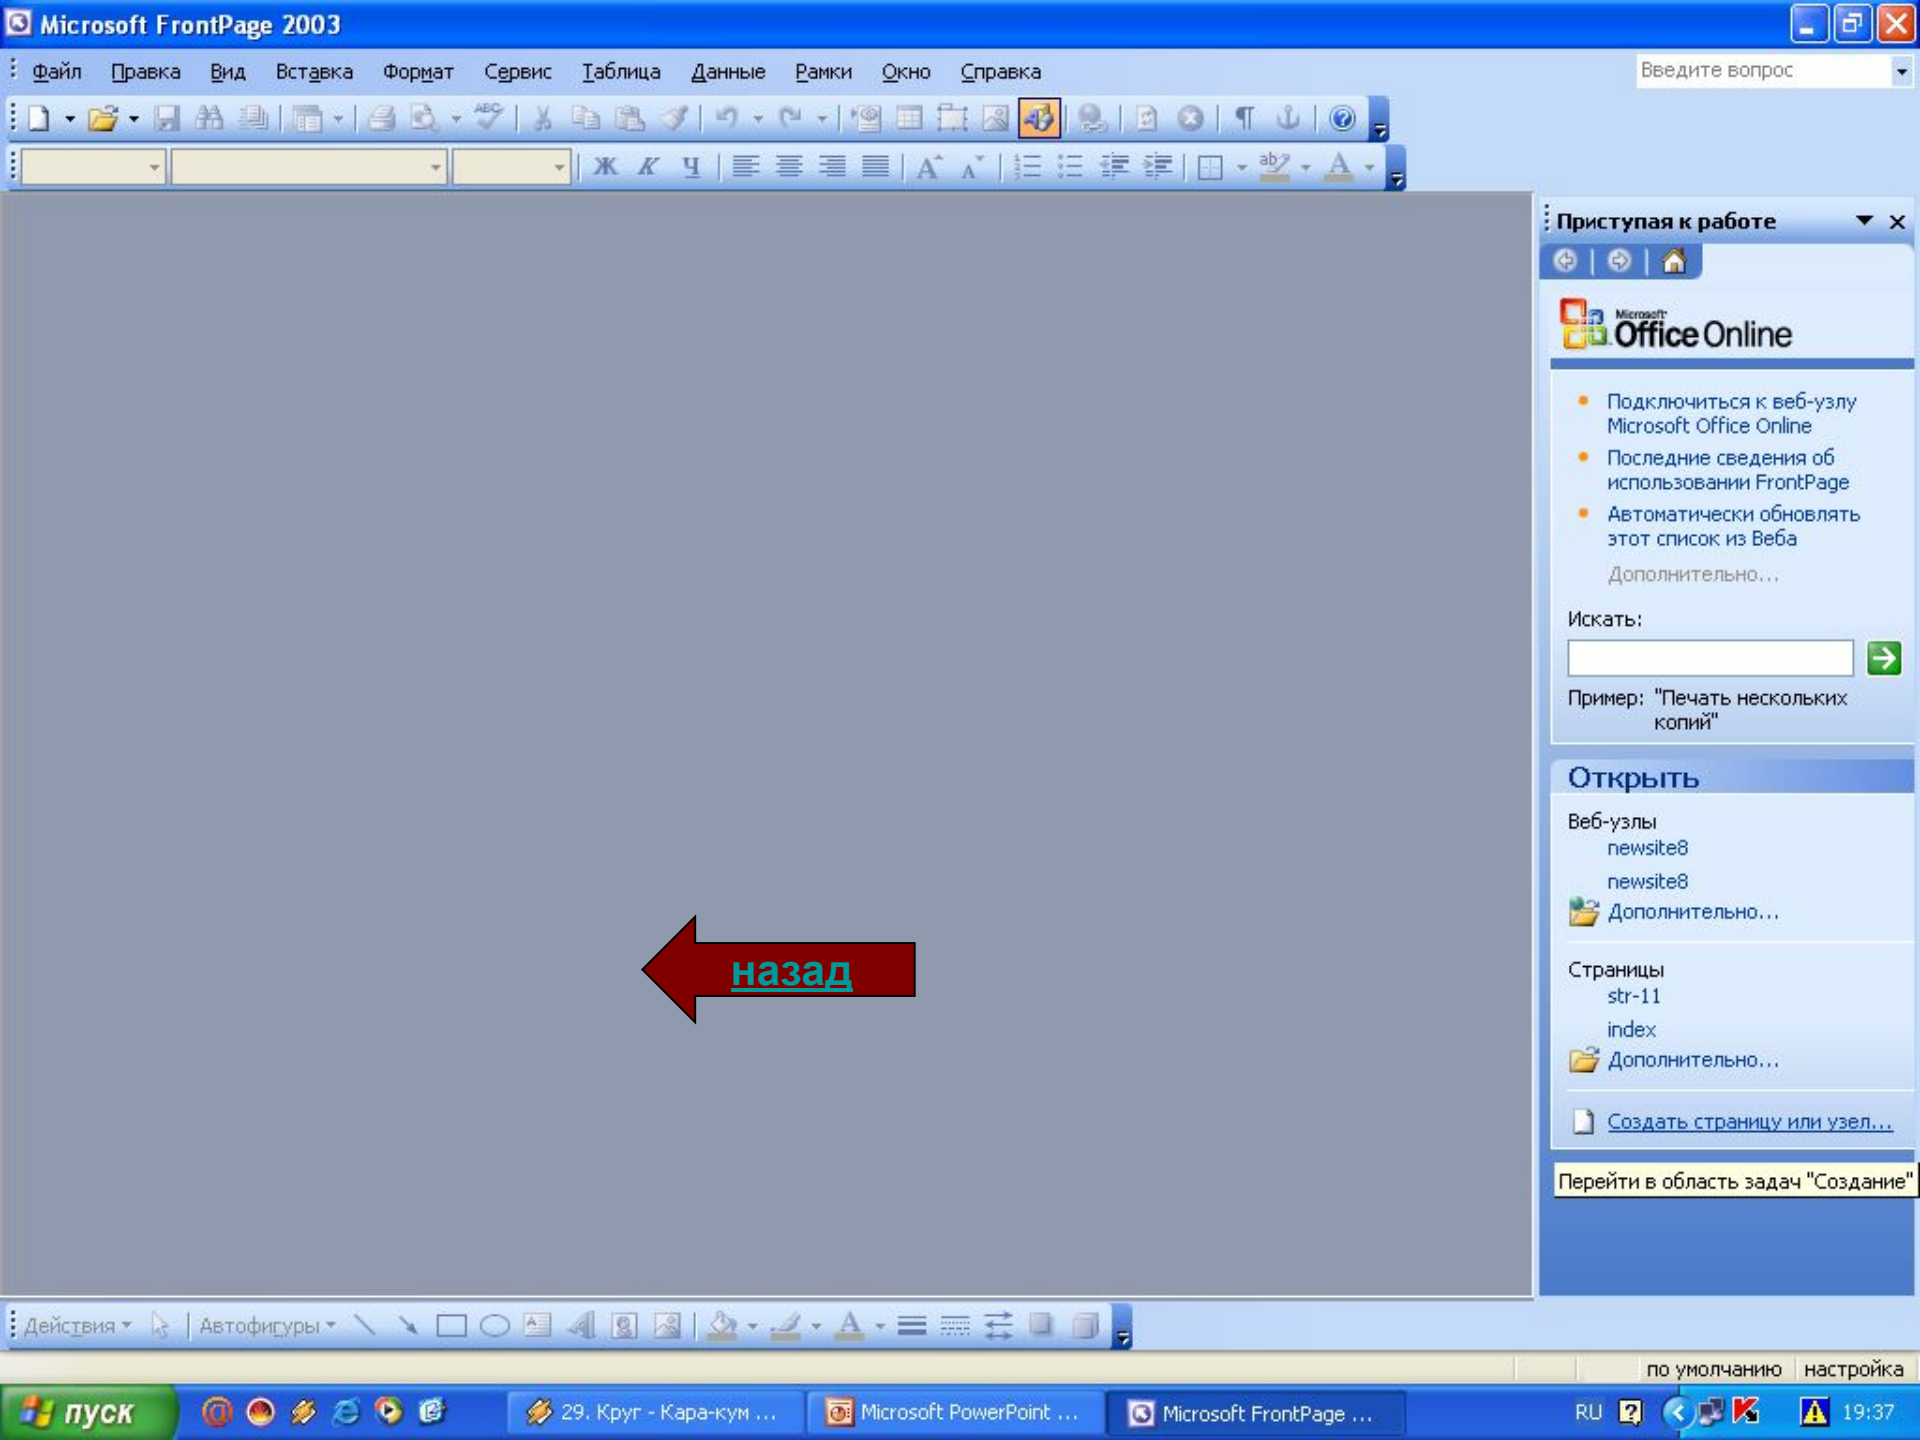 Microsoft FrontPage 2003
Файл Правка Вид Вставка Формат Сервис Таблица Данные Рамки Окно Справка
Введите вопрос
ABC
Ж К Ч A A ab A
Приступая к работе
Microsoft
Office Online
Подключиться к веб-узлу
Microsoft Office Online
Последние сведения об
использовании FrontPage
Автоматически обновлять
этот список из Веба
Дополнительно...
Искать:
Пример: "Печать нескольких
копий"
Открыть
Веб-узлы
newsite8
newsite8
Дополнительно...
Страницы
str-11
index
Дополнительно...
Создать страницу или узел...
Перейти в область задач "Создание"
назад
Действия Автофигуры
по умолчанию настройка
пуск 29. Круг - Кара-кум ... Microsoft PowerPoint ... Microsoft FrontPage ... RU 19:37